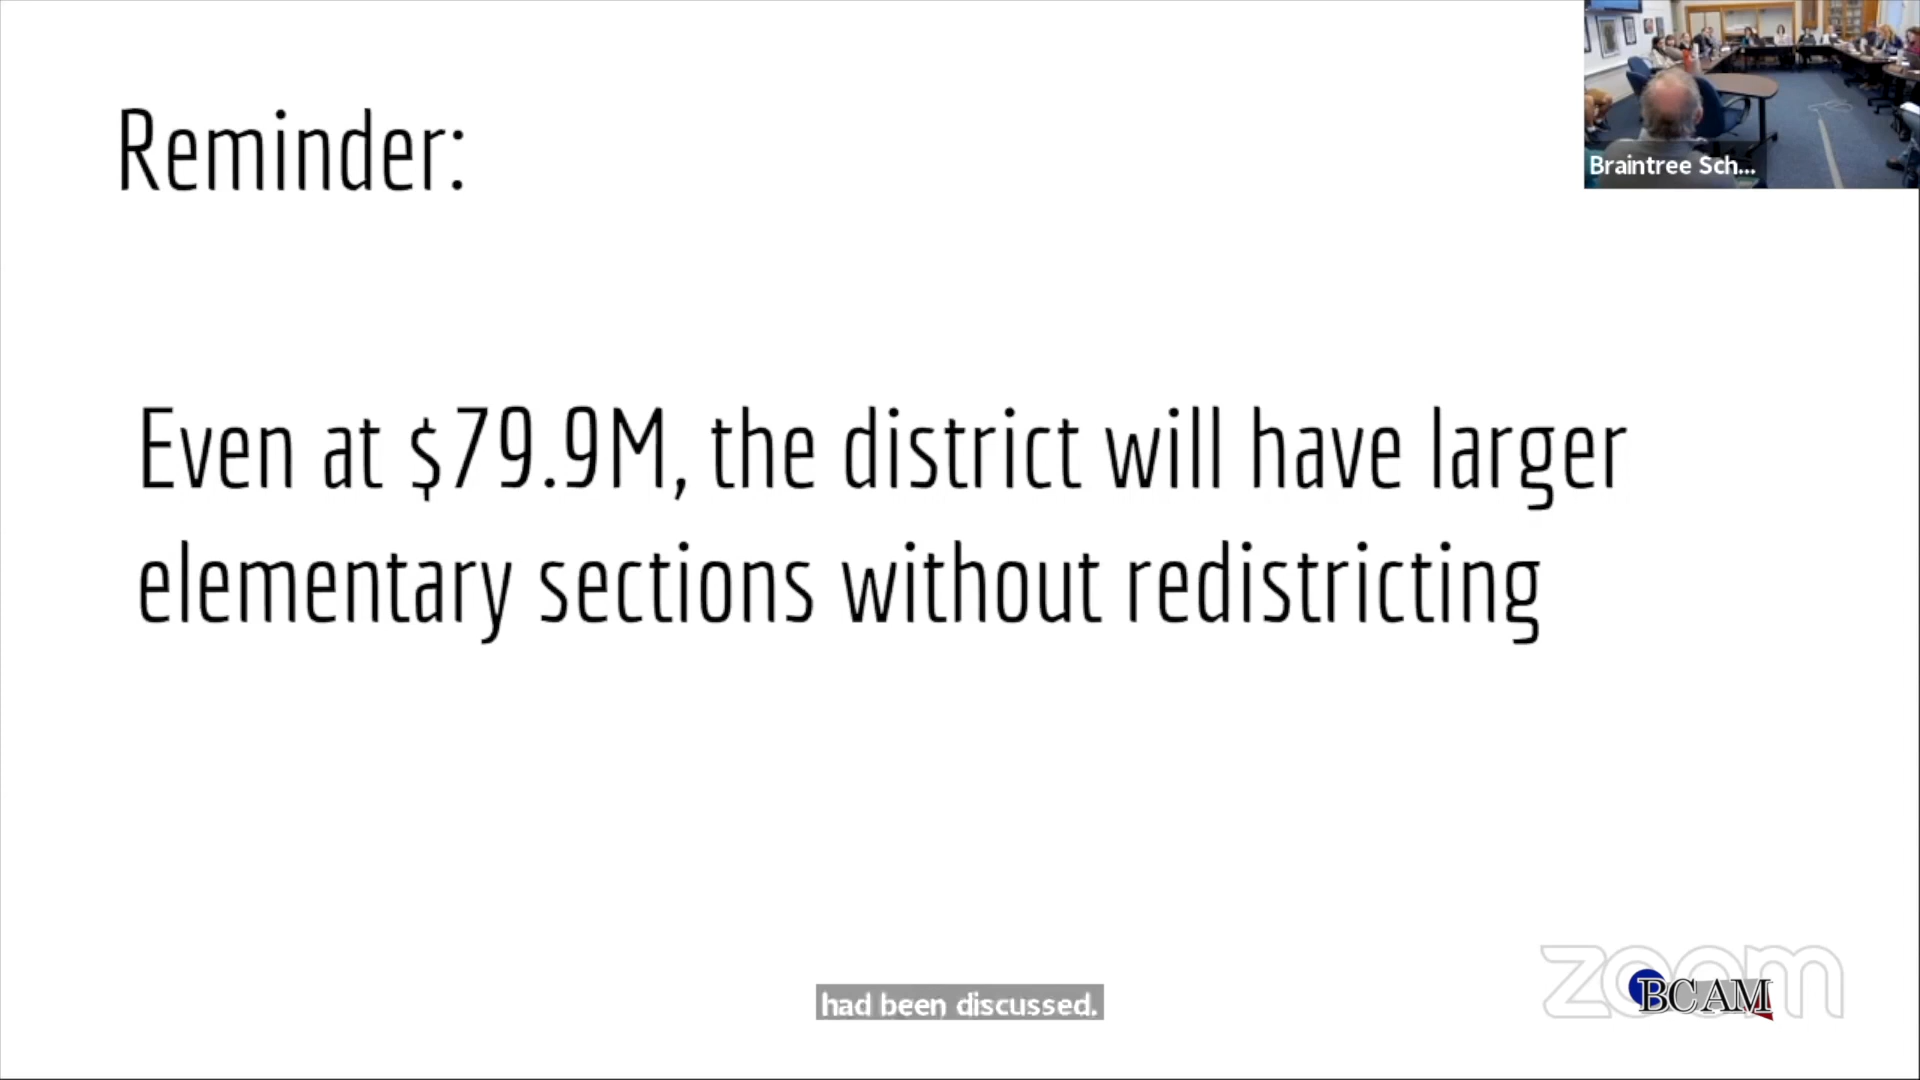 Reminder:
Braintree Sch...
Even at $79.9M, the district will have larger
elementary sections without redistricting
had been discussed.
zoom
BCAM